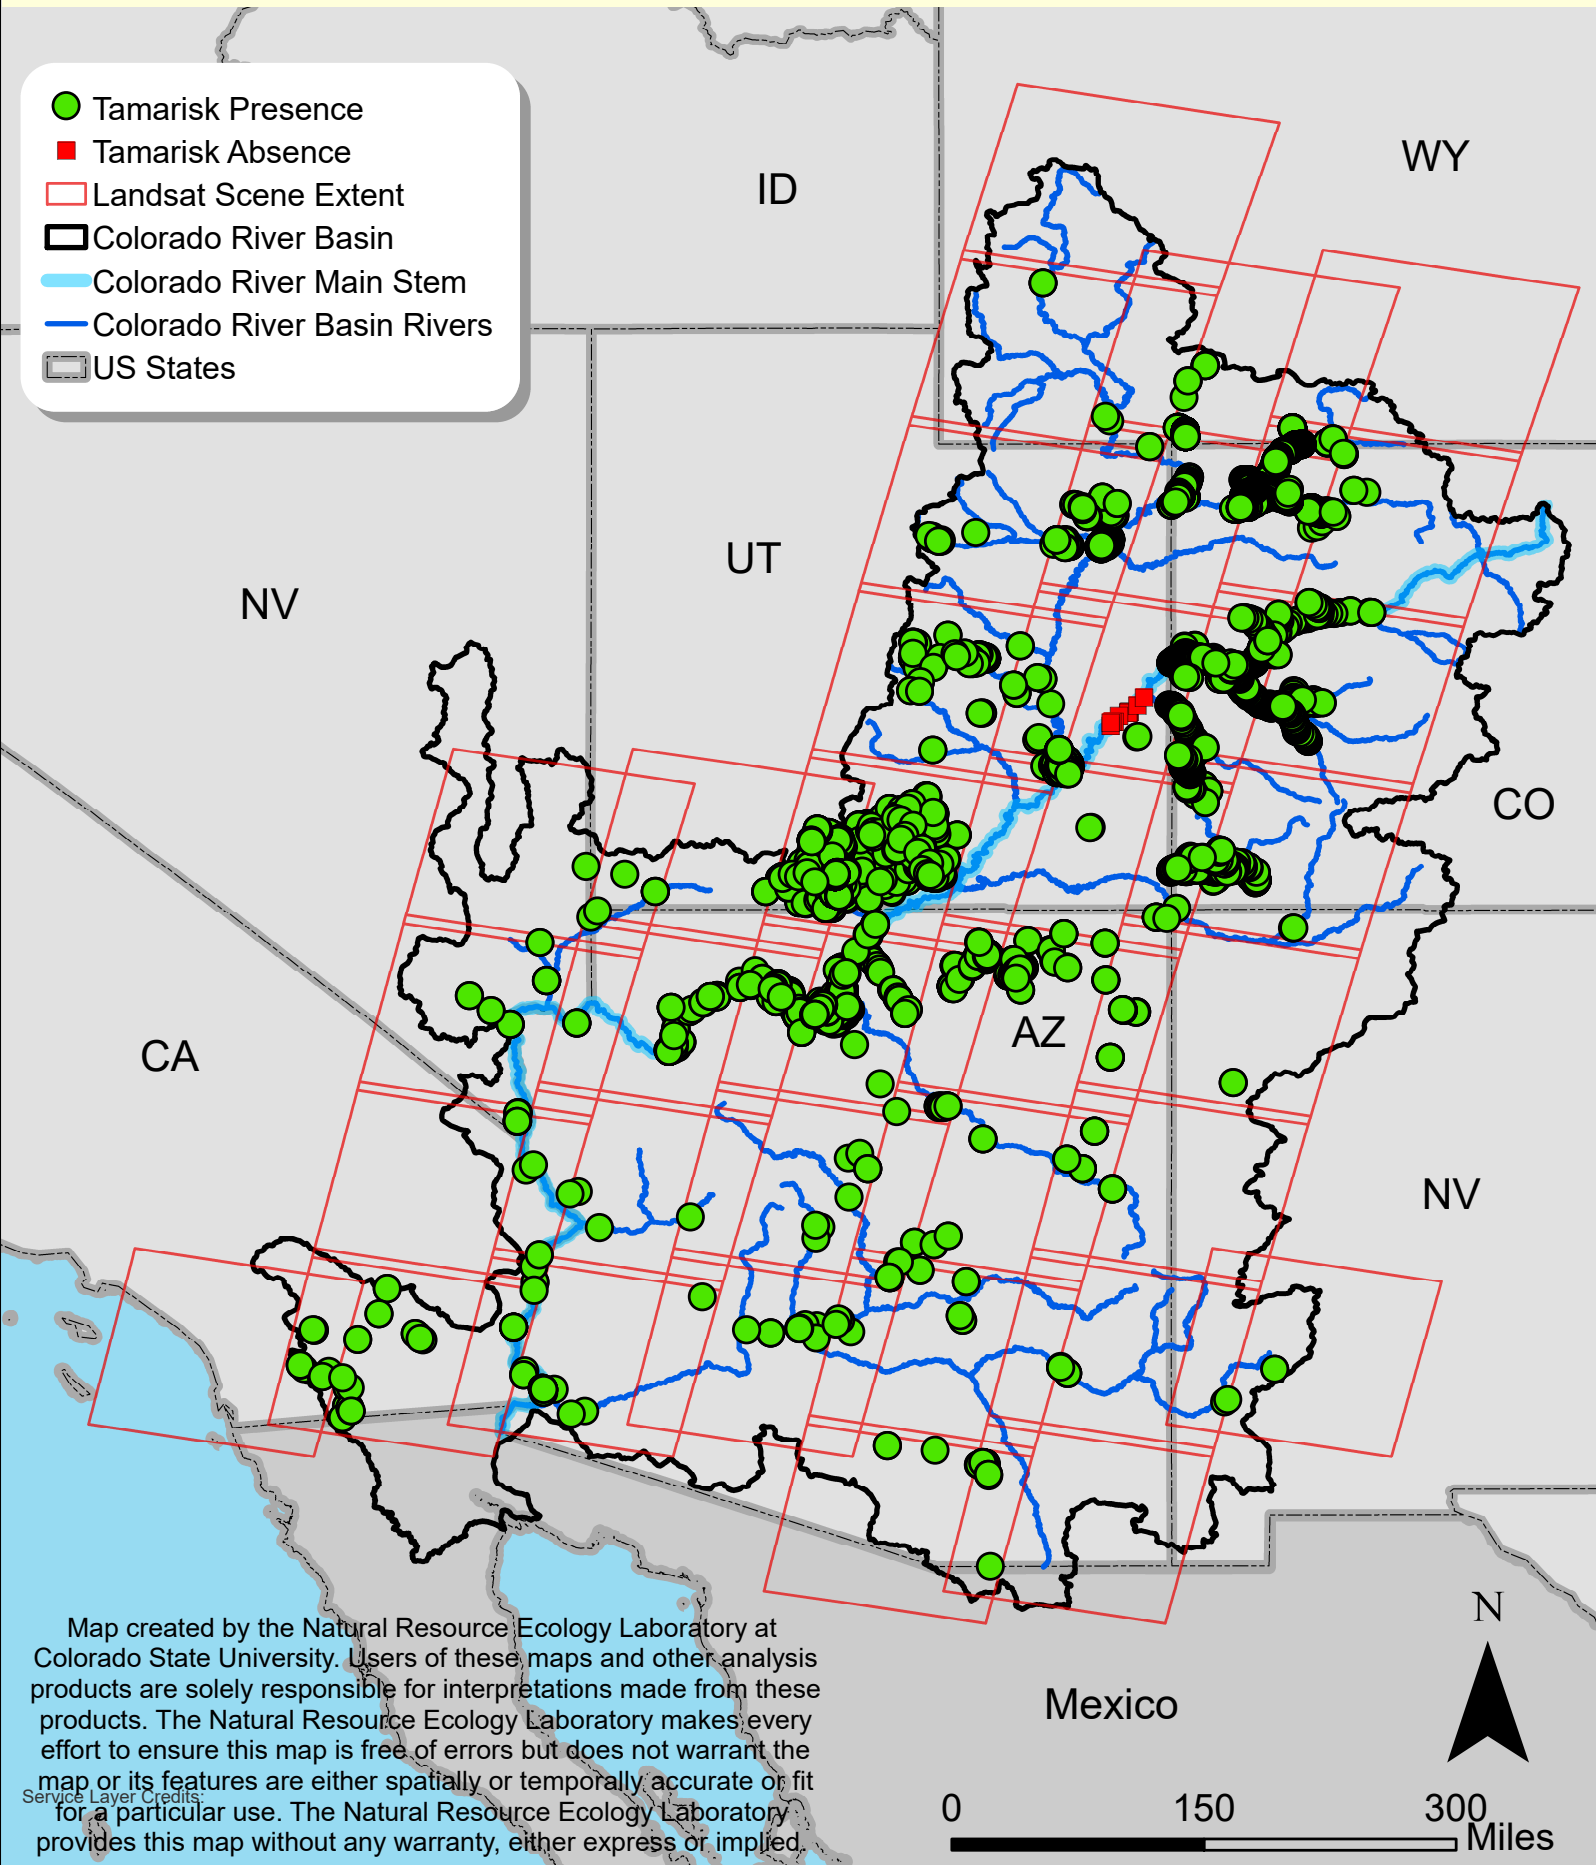 Tamarisk Presence
Tamarisk Absence
Landsat Scene Extent
Colorado River Basin
Colorado River Main Stem
Colorado River Basin Rivers
US States
WY
ID
UT
NV
CO
AZ
CA
NV
Mexico
N
0 150 300
Miles
Map created by the Natural Resource Ecology Laboratory at
Colorado State University. Users of these maps and other analysis
products are solely responsible for interpretations made from these
products. The Natural Resource Ecology Laboratory makes every
effort to ensure this map is free of errors but does not warrant the
map or its features are either spatially or temporally accurate or fit
Service Layer Credits:
for a particular use. The Natural Resource Ecology Laboratory
provides this map without any warranty, either express or implied.